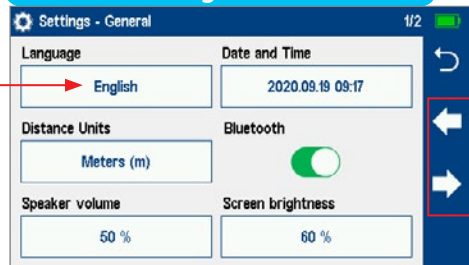 Settings - General 1/2
Language Date and Time
English 2020.09.19 09:17
Distance Units Bluetooth
Meters (m)
Speaker volume Screen brightness
50 % 60 %